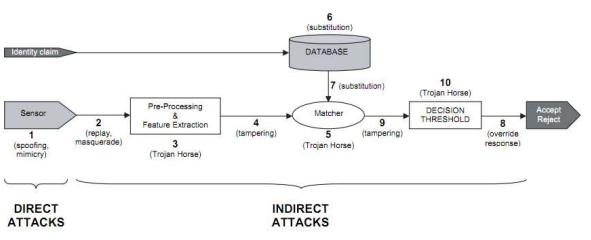 6
(substitution)
Identity claim
DATABASE
7 (substitution)
10
(Trojan Horse)
Sensor
Pre-Processing
&
Feature Extraction
Matcher
DECISION
THRESHOLD
Accept
Reject
1
(spoofing,
mimicry)
2
(replay,
masquerade)
3
(Trojan Horse)
4
(tampering)
5
(Trojan Horse)
9
(tampering)
8
(override
response)
DIRECT
ATTACKS
INDIRECT
ATTACKS